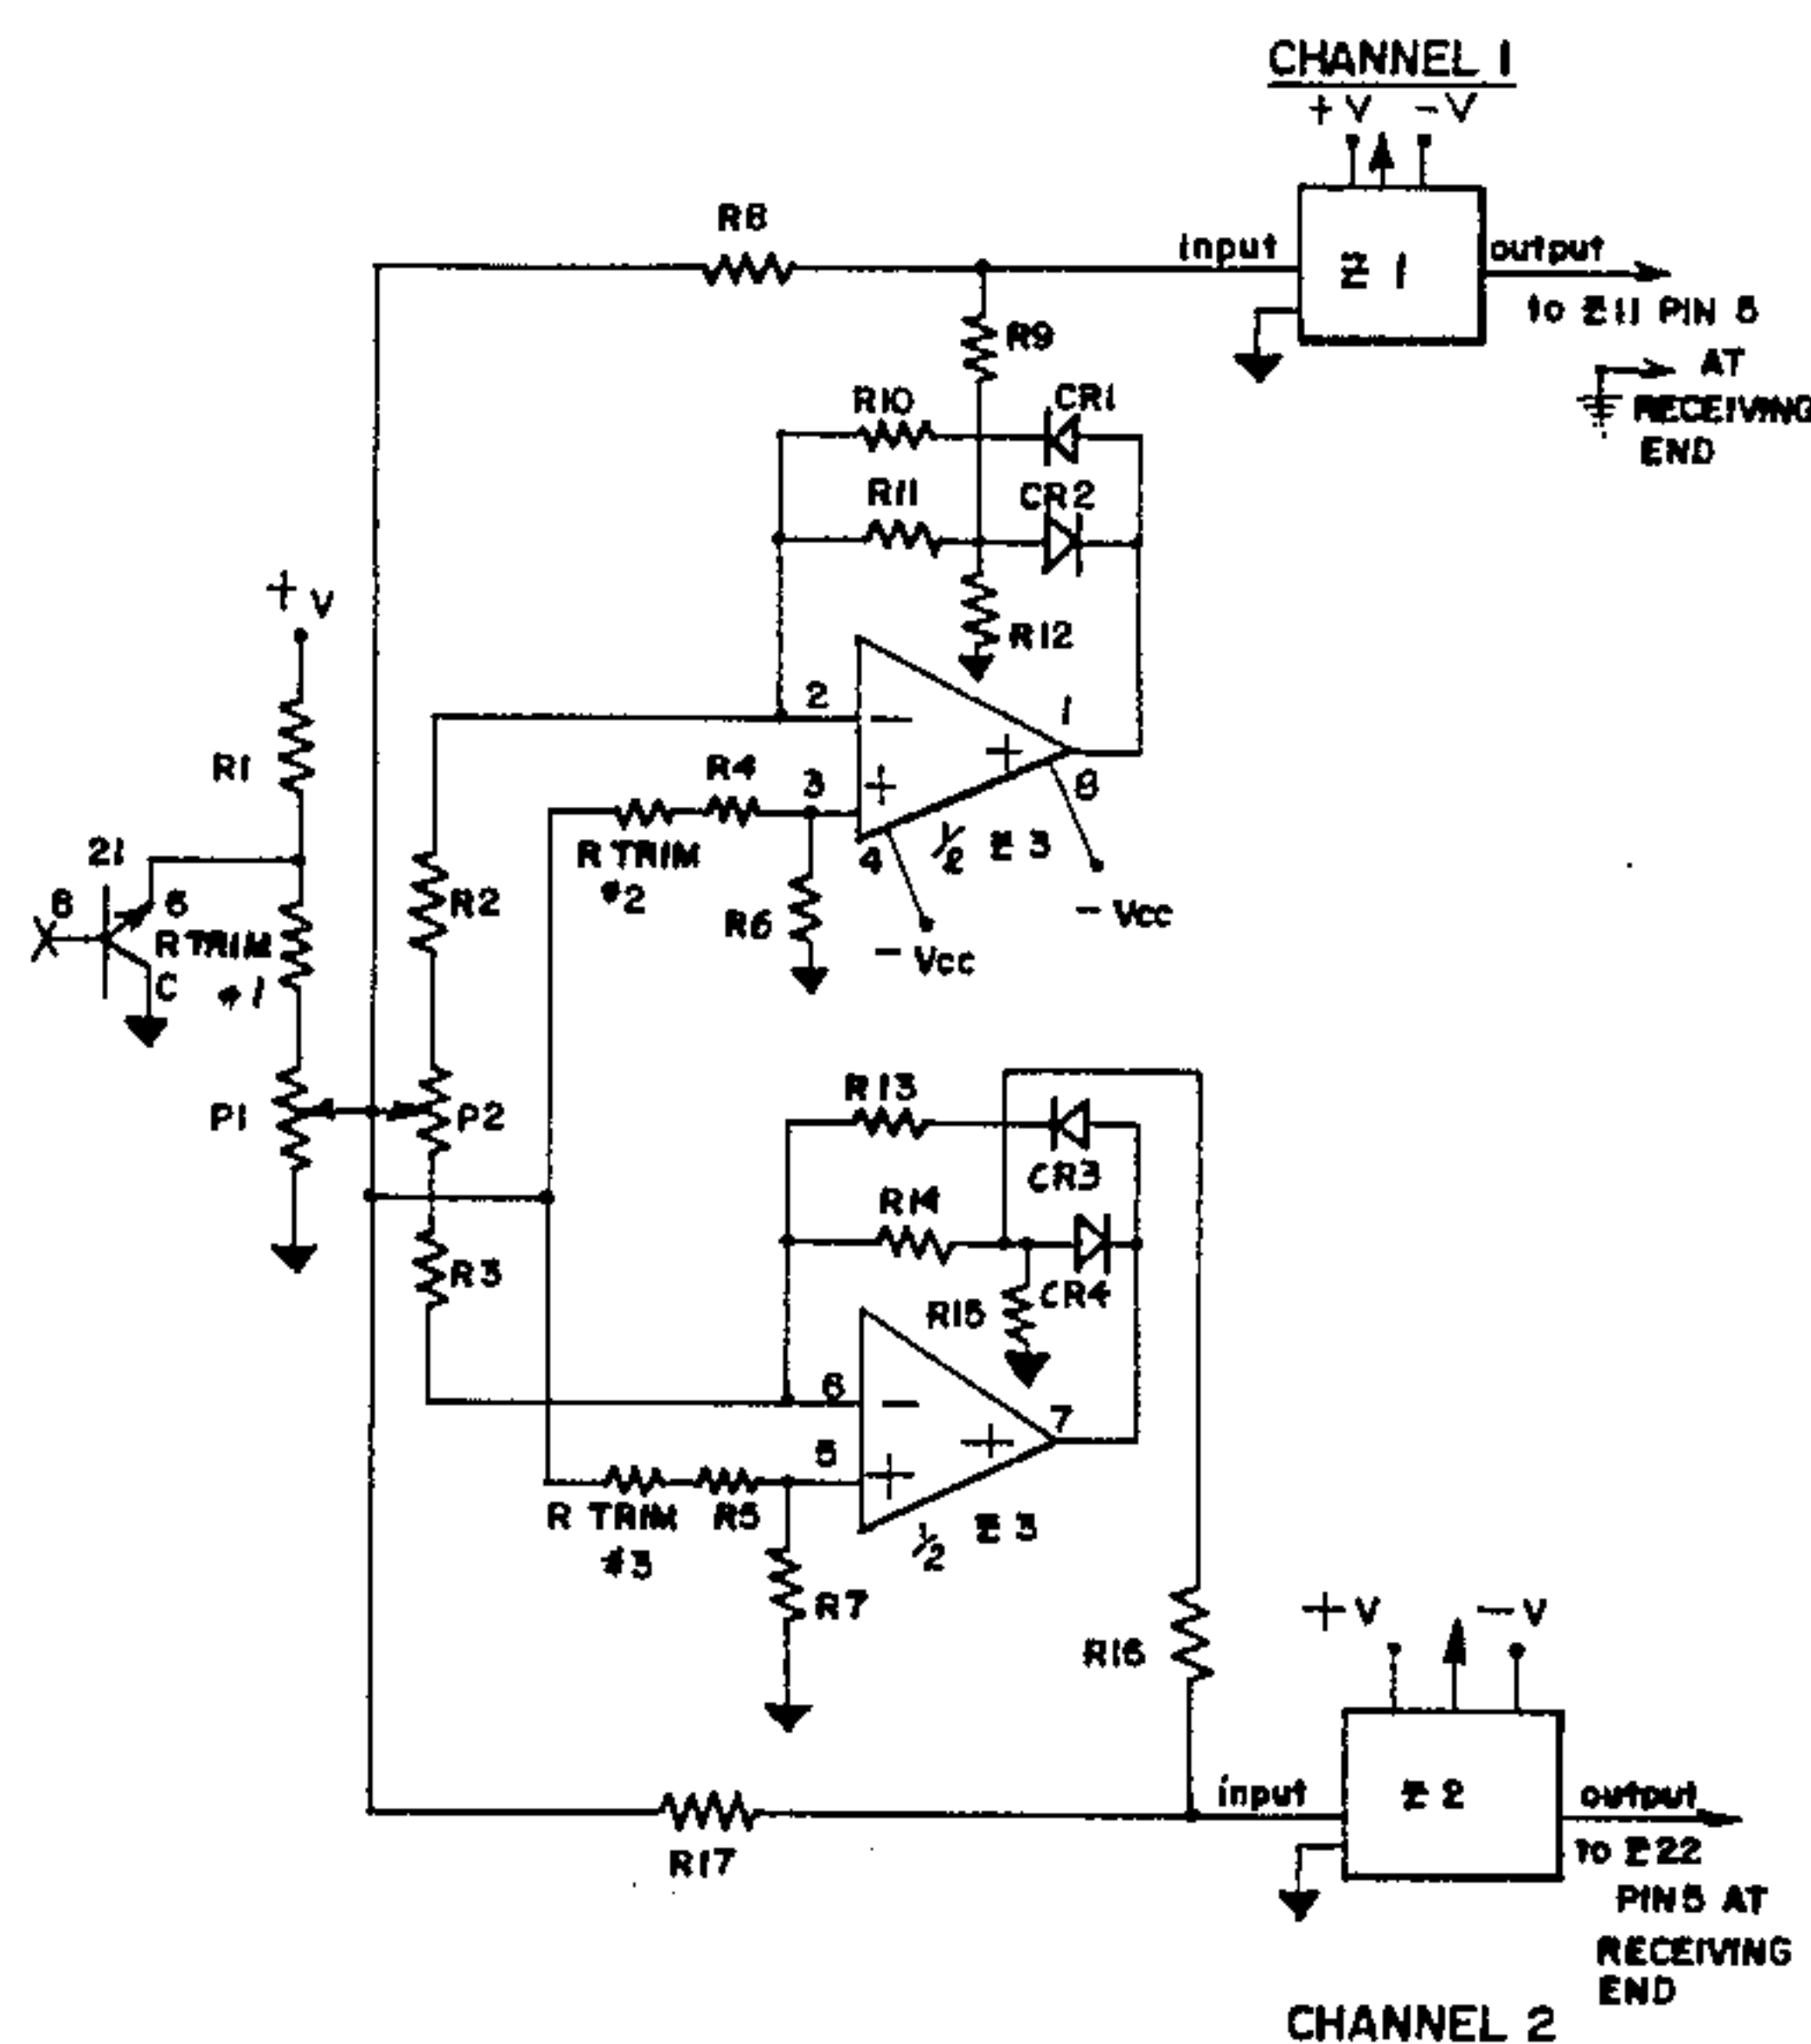 CHANNEL 1
+ V - V
R8
input
Z 1
output
to Z11 PIN 5
AT
RECEIVING
END
R9
R10
CR1
R11
CR2
R12
+ V
R1
2
-
1
R4
3
+
+
8
R TRIM
#2
4
1/2 Z 3
R6
- Vcc
- Vcc
21
R2
R TRIM
#1
C
P1
P2
R13
CR3
R14
R3
CR4
R15
6
-
7
5
+
+
R TRIM
#3
R5
1/2 Z 3
R7
R16
+ V - V
input
Z 2
output
R17
TO Z22
PIN 5 AT
RECEIVING
END
CHANNEL 2